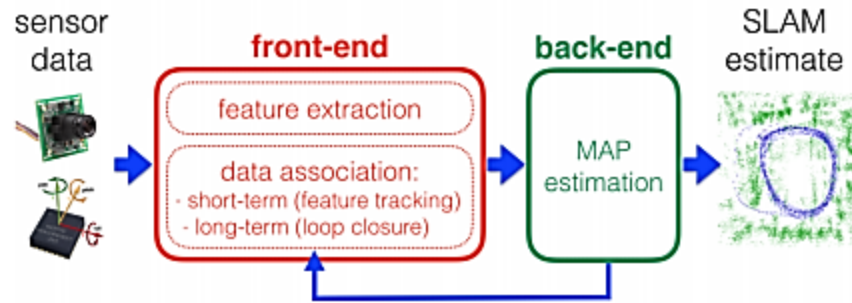 sensor
data
front-end
feature extraction
data association:
- short-term (feature tracking)
- long-term (loop closure)
back-end
MAP
estimation
SLAM
estimate